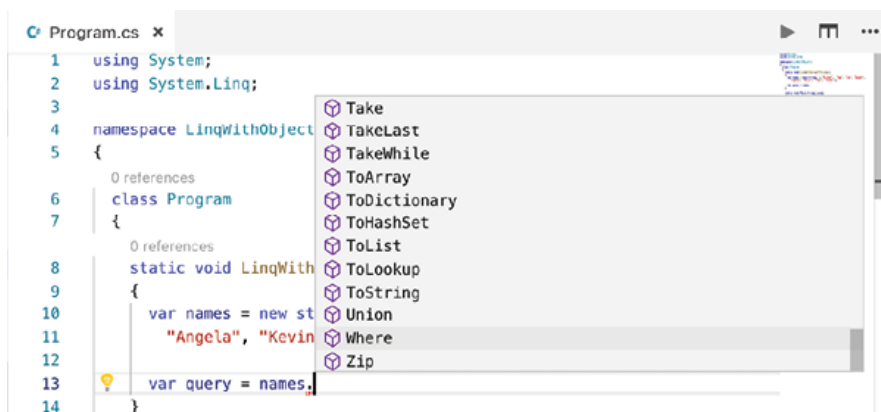 C# Program.cs ×
1 using System;
2 using System.Linq;
3
4 namespace LinqWithObject
5 {
0 references
6 class Program
7 {
0 references
8 static void LinqWith
9 {
10 var names = new st
11 "Angela", "Kevin
12
13 var query = names.
14 }
Take
TakeLast
TakeWhile
ToArray
ToDictionary
ToHashSet
ToList
ToLookup
ToString
Union
Where
Zip